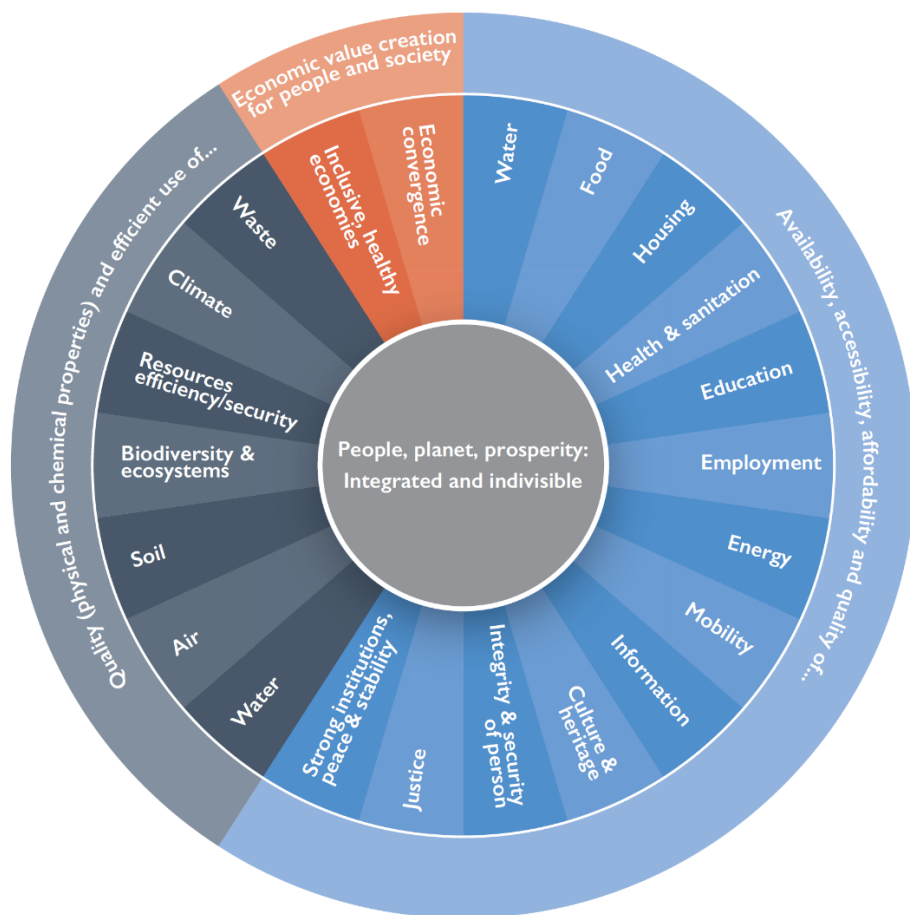 Economic value creation
for people and society
Availability, accessibility, affordability and quality of...
Quality (physical and chemical properties) and efficient use of...
Inclusive, healthy
economies
Economic
convergence
Water
Food
Housing
Health & sanitation
Education
Employment
Energy
Mobility
Information
Culture &
heritage
Integrity & security
of person
Justice
Strong institutions,
peace & stability
Water
Air
Soil
Biodiversity &
ecosystems
Resources
efficiency/security
Climate
Waste
People, planet, prosperity:
Integrated and indivisible